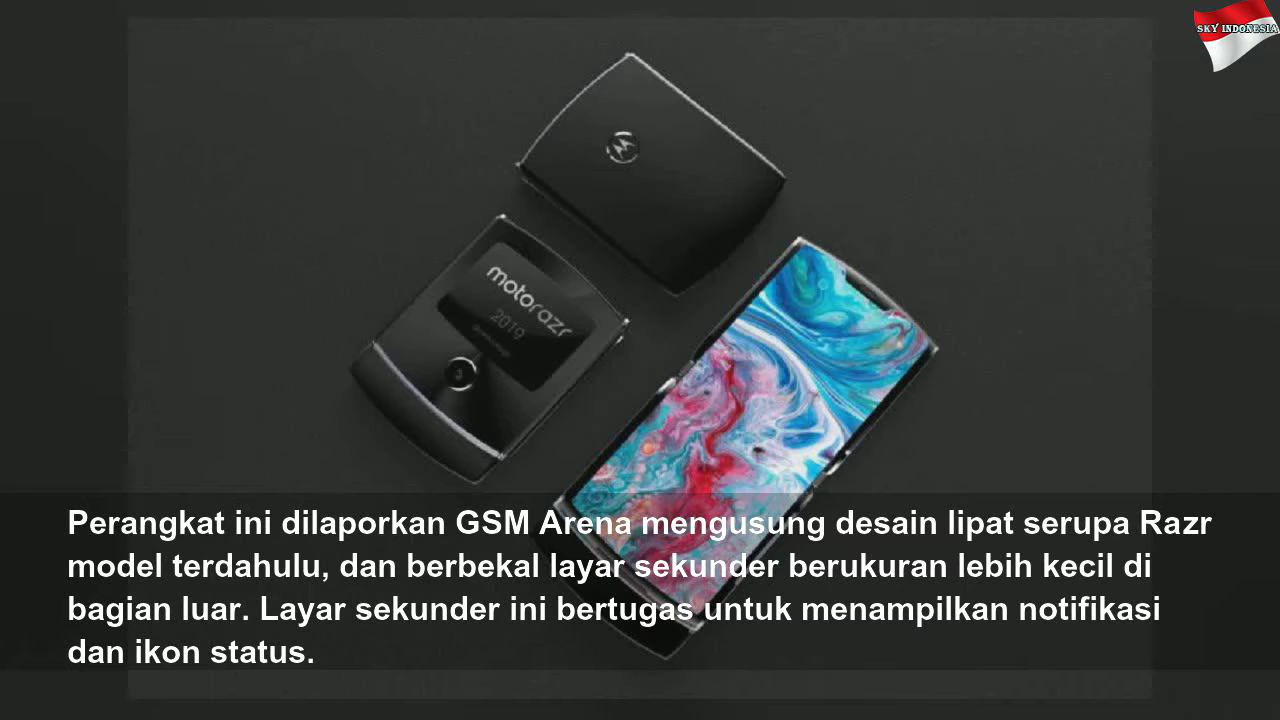 SKY INDONESIA
motorazr
2019
Perangkat ini dilaporkan GSM Arena mengusung desain lipat serupa Razr
model terdahulu, dan berbekal layar sekunder berukuran lebih kecil di
bagian luar. Layar sekunder ini bertugas untuk menampilkan notifikasi
dan ikon status.